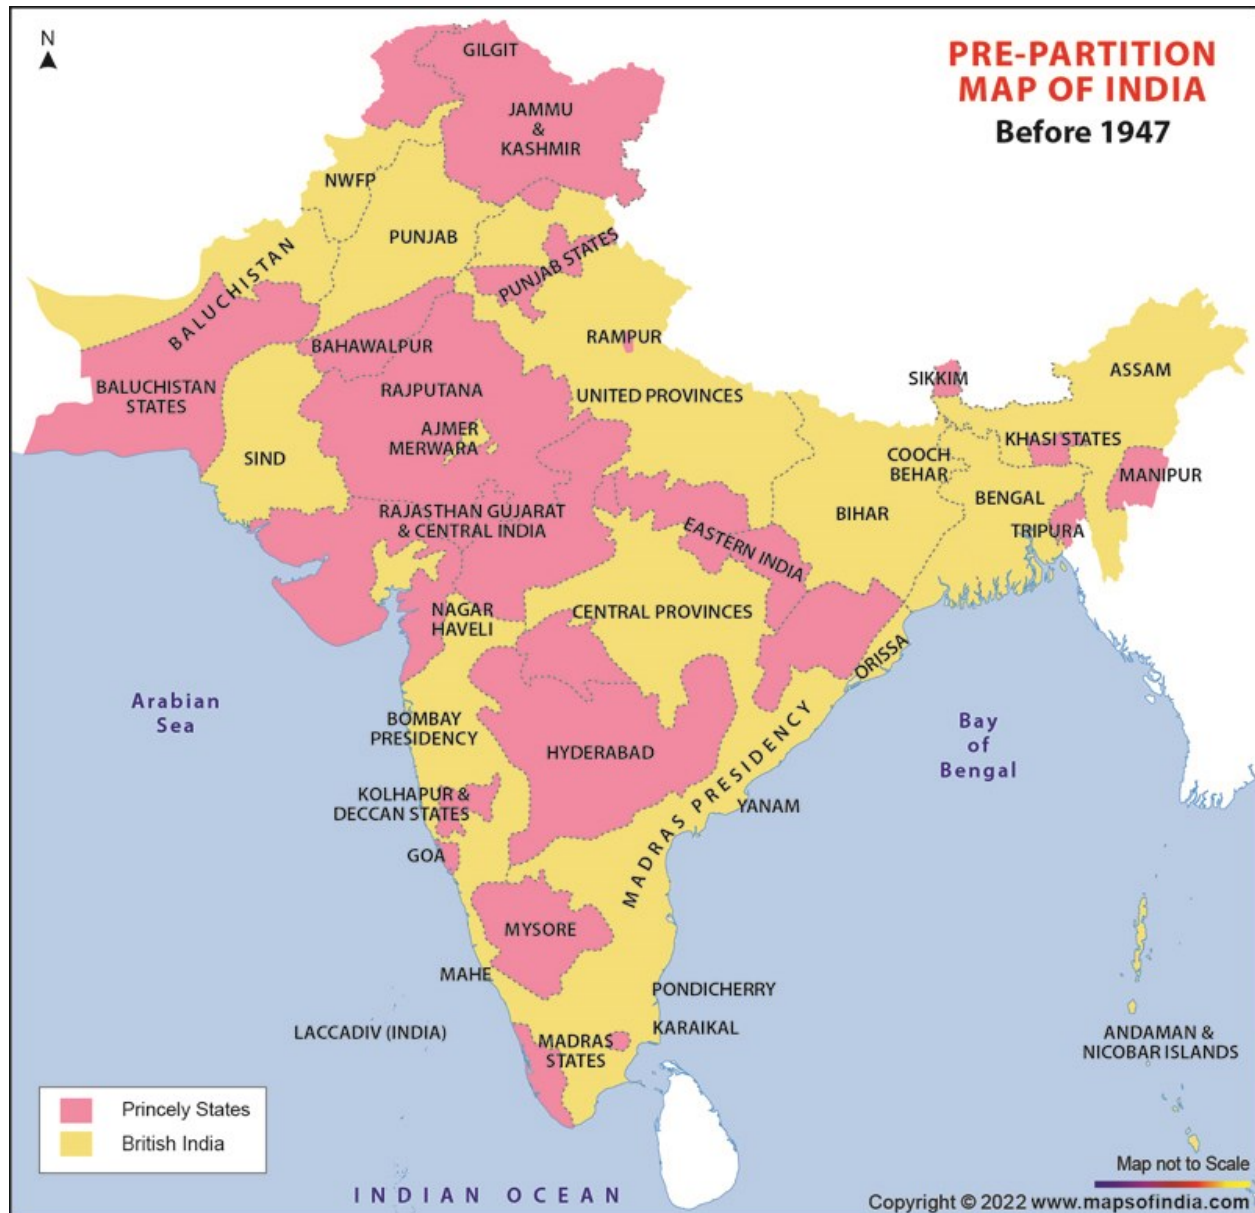 N
PRE-PARTITION
MAP OF INDIA
Before 1947
GILGIT
JAMMU
&
KASHMIR
NWFP
PUNJAB
PUNJAB STATES
BALUCHISTAN
BAHAWALPUR
RAMPUR
BALUCHISTAN
STATES
RAJPUTANA
UNITED PROVINCES
SIKKIM
ASSAM
AJMER
MERWARA
SIND
COOCH
BEHAR
KHASI STATES
MANIPUR
RAJASTHAN GUJARAT
& CENTRAL INDIA
EASTERN INDIA
BIHAR
BENGAL
TRIPURA
NAGAR
HAVELI
CENTRAL PROVINCES
ORISSA
Arabian
Sea
BOMBAY
PRESIDENCY
HYDERABAD
MADRAS PRESIDENCY
Bay
of
Bengal
KOLHAPUR &
DECCAN STATES
YANAM
GOA
MYSORE
MAHE
PONDICHERRY
LACCADIV (INDIA)
MADRAS
STATES
KARAIKAL
ANDAMAN &
NICOBAR ISLANDS
Princely States
British India
INDIAN OCEAN
Map not to Scale
Copyright © 2022 www.mapsofindia.com